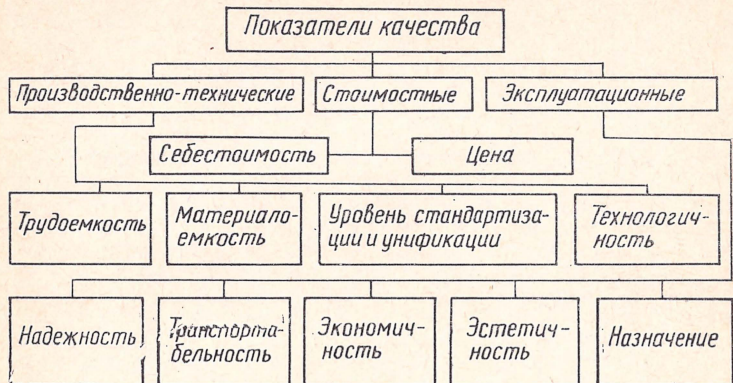 Показатели качества
Производственно-технические
Стоимостные
Эксплуатационные
Себестоимость
Цена
Трудоемкость
Материало-
емкость
Уровень стандартиза-
ции и унификации
Технологич-
ность
Надежность
Транспорта-
бельность
Экономич-
ность
Эстетич-
ность
Назначение